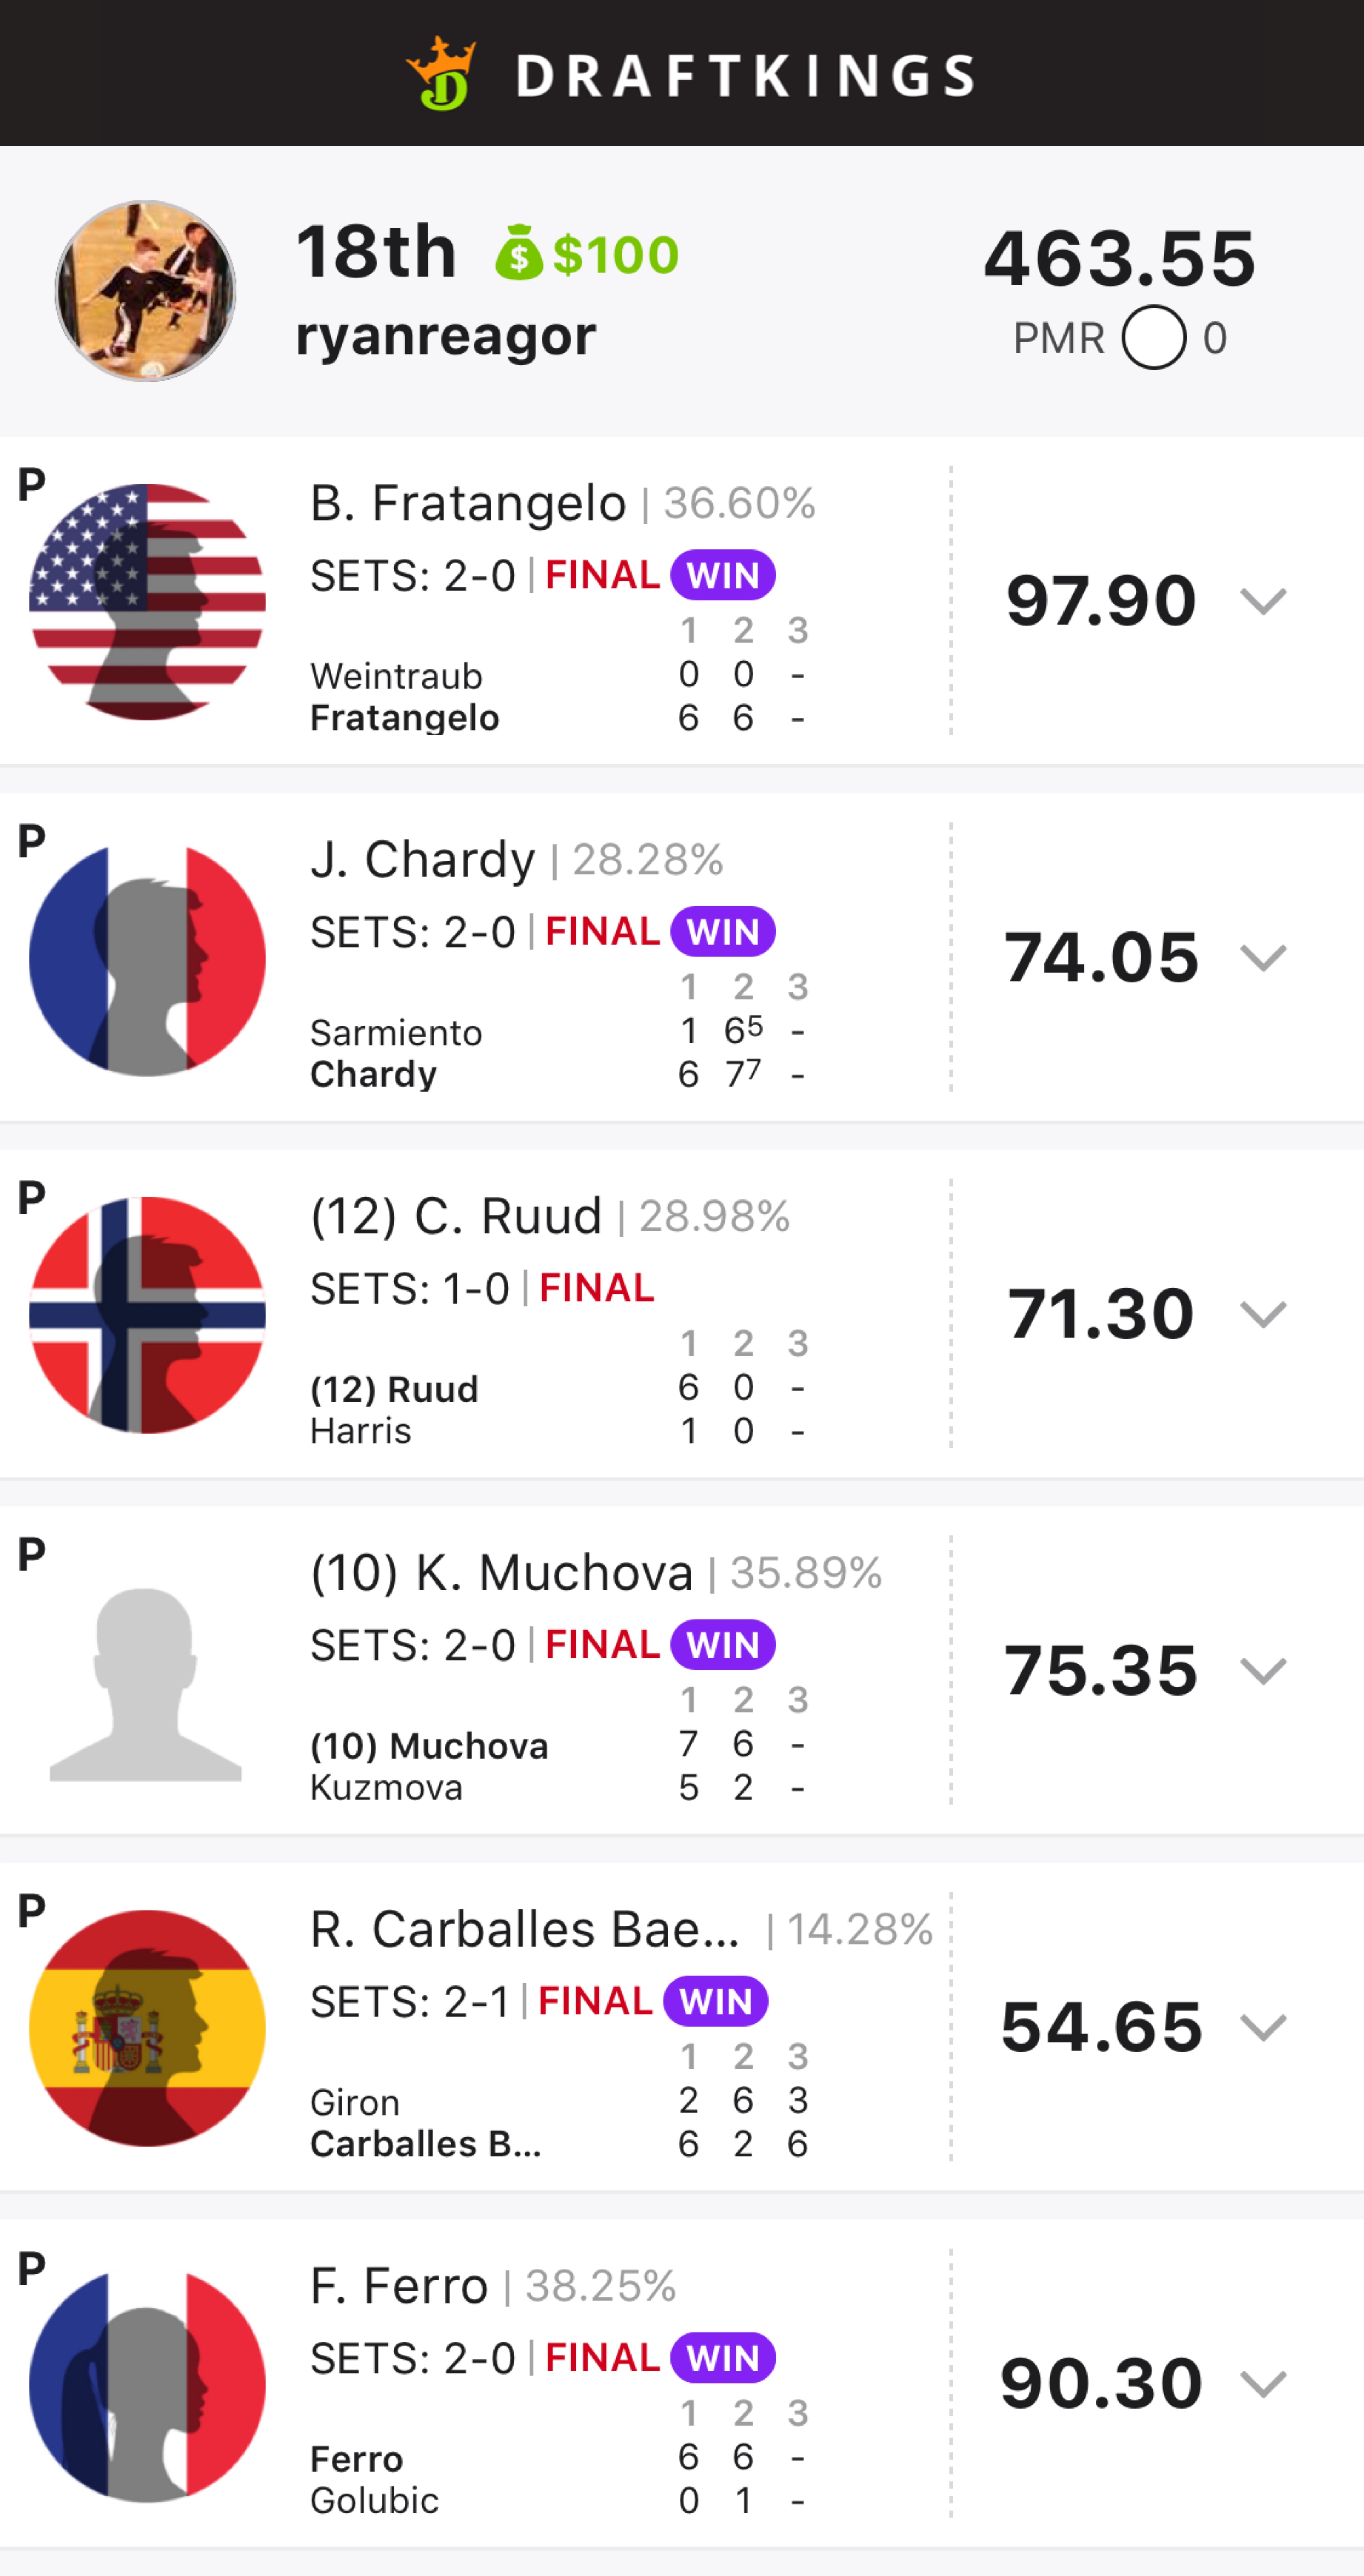 DRAFTKINGS
18th $100
463.55
ryanreagor
PMR 0
P
B. Fratangelo | 36.60%
SETS: 2-0 | FINAL WIN
1 2 3
Weintraub 0 0 -
Fratangelo 6 6 -
97.90
P
J. Chardy | 28.28%
SETS: 2-0 | FINAL WIN
1 2 3
Sarmiento 1 6⁵ -
Chardy 6 7⁷ -
74.05
P
(12) C. Ruud | 28.98%
SETS: 1-0 | FINAL
1 2 3
(12) Ruud 6 0 -
Harris 1 0 -
71.30
P
(10) K. Muchova | 35.89%
SETS: 2-0 | FINAL WIN
1 2 3
(10) Muchova 7 6 -
Kuzmova 5 2 -
75.35
P
R. Carballes Bae... | 14.28%
SETS: 2-1 | FINAL WIN
1 2 3
Giron 2 6 3
Carballes B... 6 2 6
54.65
P
F. Ferro | 38.25%
SETS: 2-0 | FINAL WIN
1 2 3
Ferro 6 6 -
Golubic 0 1 -
90.30